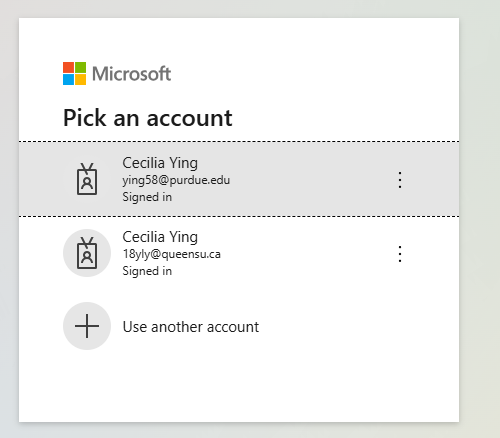 Microsoft
Pick an account
Cecilia Ying
ying58@purdue.edu
Signed in
Cecilia Ying
18yly@queensu.ca
Signed in
Use another account